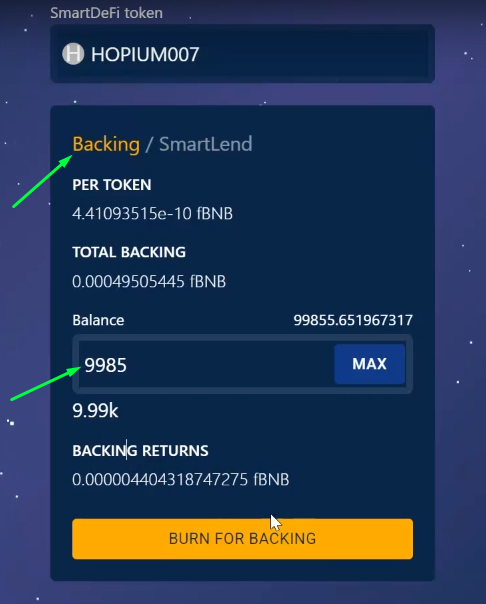 SmartDeFi token
H HOPIUM007
Backing / SmartLend
PER TOKEN
4.41093515e-10 fBNB
TOTAL BACKING
0.00049505445 fBNB
Balance 99855.651967317
9985 MAX
9.99k
BACKING RETURNS
0.000004404318747275 fBNB
BURN FOR BACKING